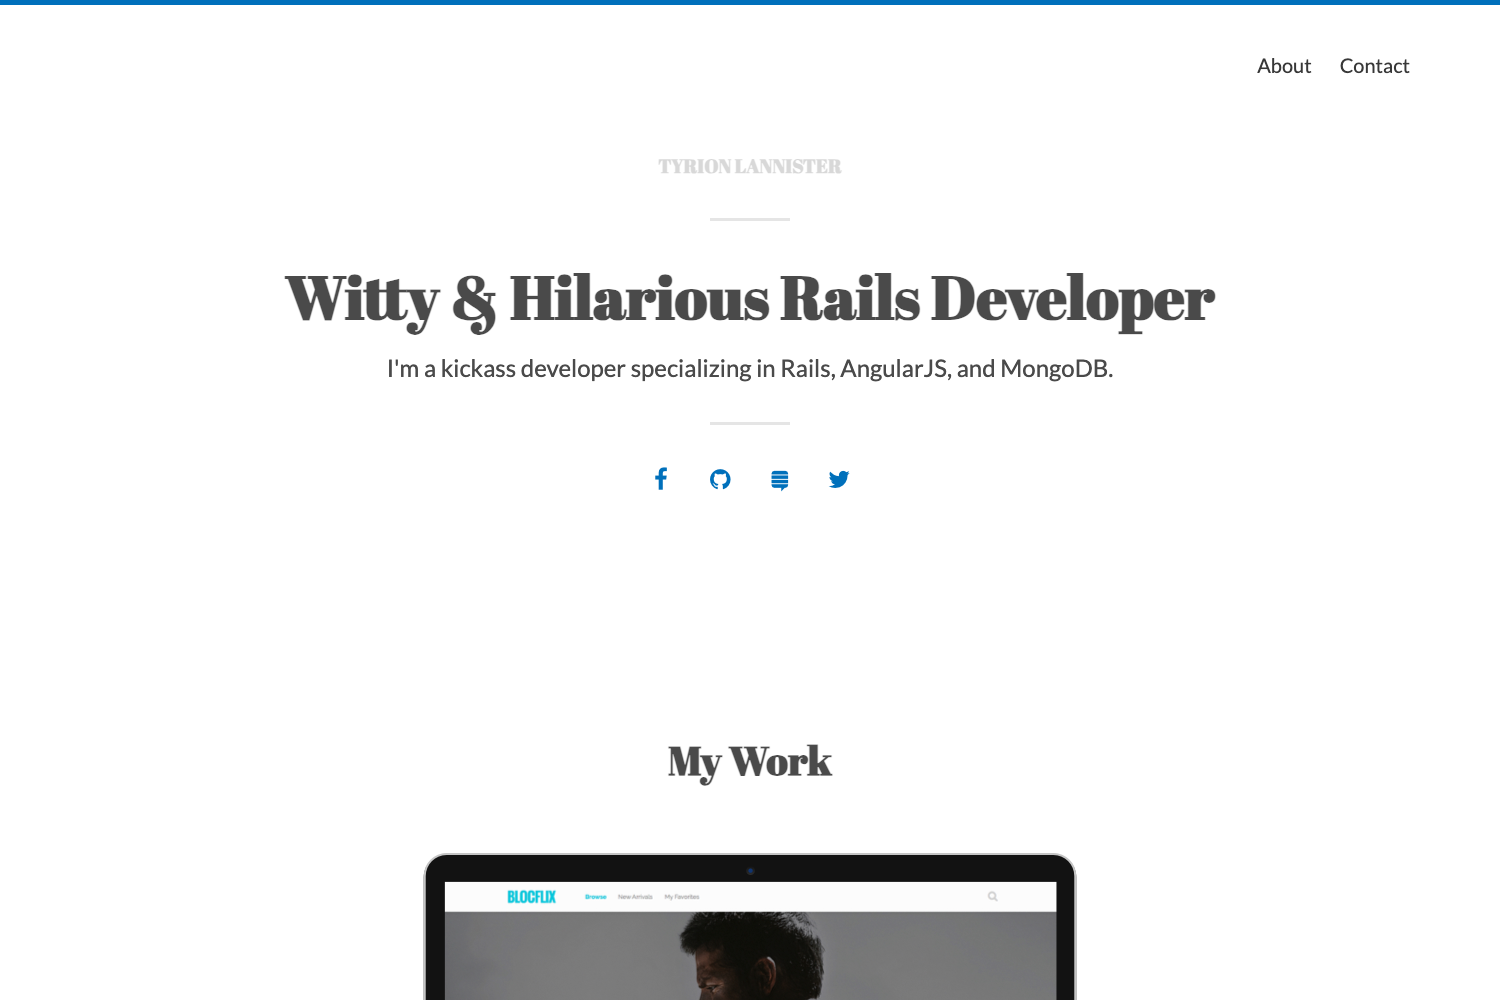 About Contact
TYRION LANNISTER
Witty & Hilarious Rails Developer
I'm a kickass developer specializing in Rails, AngularJS, and MongoDB.
My Work
BLOCFLIX Browse New Arrivals My Favorites